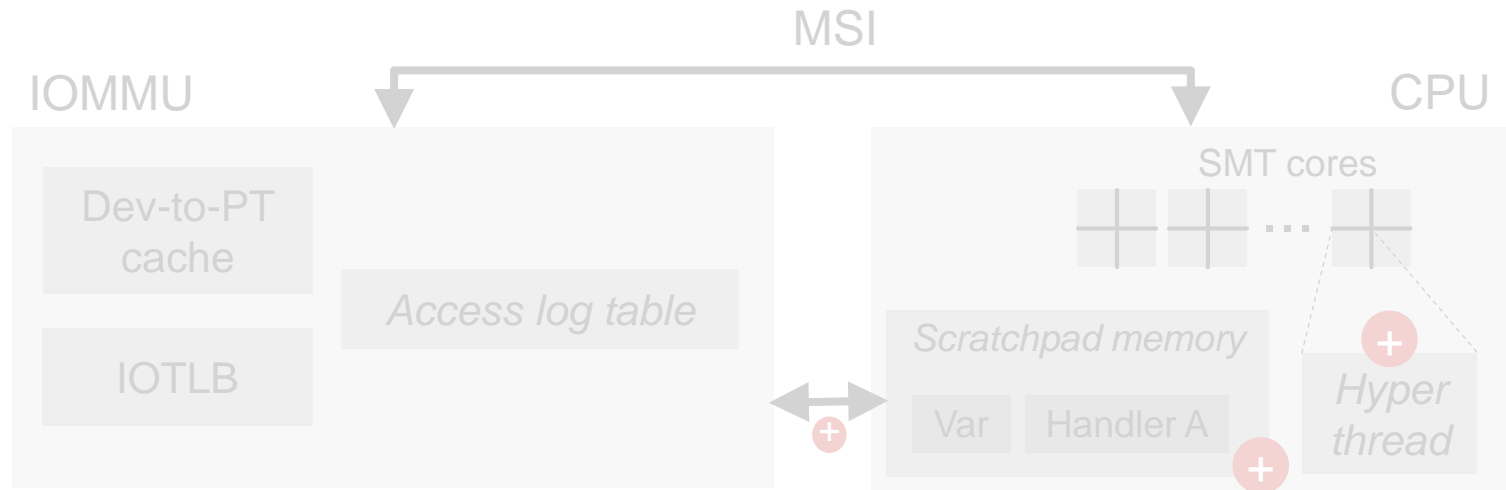 MSI
IOMMU
CPU
SMT cores
Dev-to-PT
cache
...
Access log table
Scratchpad memory
+
IOTLB
Hyper
thread
Var
Handler A
+
+